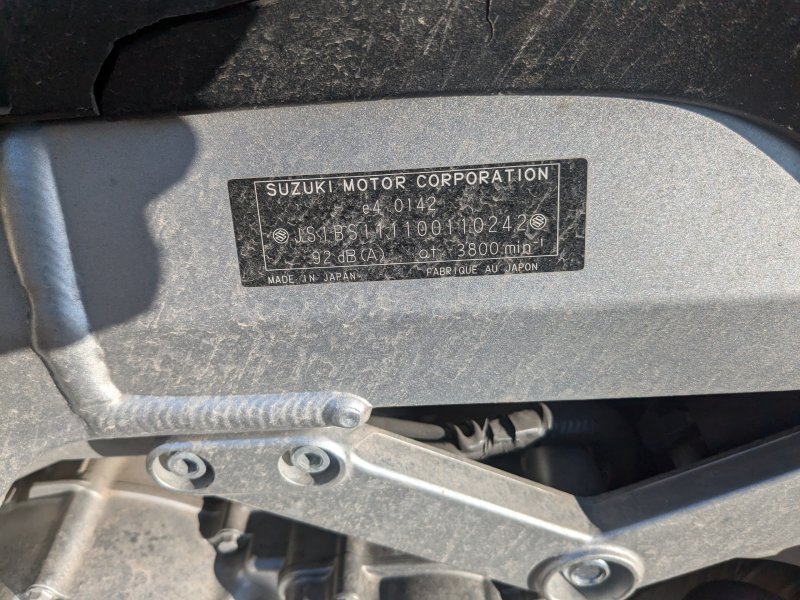 SUZUKI MOTOR CORPORATION
e4 0142
JS1BS111100110242
92 dB(A) at 3800 min⁻¹
MADE IN JAPAN
FABRIQUE AU JAPON